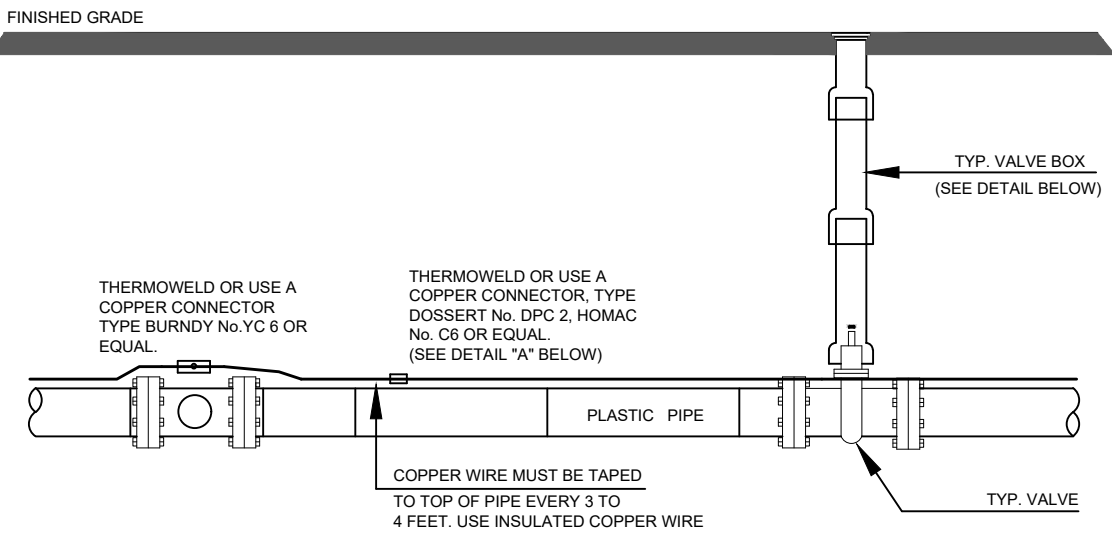 FINISHED GRADE
TYP. VALVE BOX
(SEE DETAIL BELOW)
THERMOWELD OR USE A
COPPER CONNECTOR
TYPE BURNDY No.YC 6 OR
EQUAL.
THERMOWELD OR USE A
COPPER CONNECTOR, TYPE
DOSSERT No. DPC 2, HOMAC
No. C6 OR EQUAL.
(SEE DETAIL "A" BELOW)
PLASTIC PIPE
COPPER WIRE MUST BE TAPED
TO TOP OF PIPE EVERY 3 TO
4 FEET. USE INSULATED COPPER WIRE
TYP. VALVE